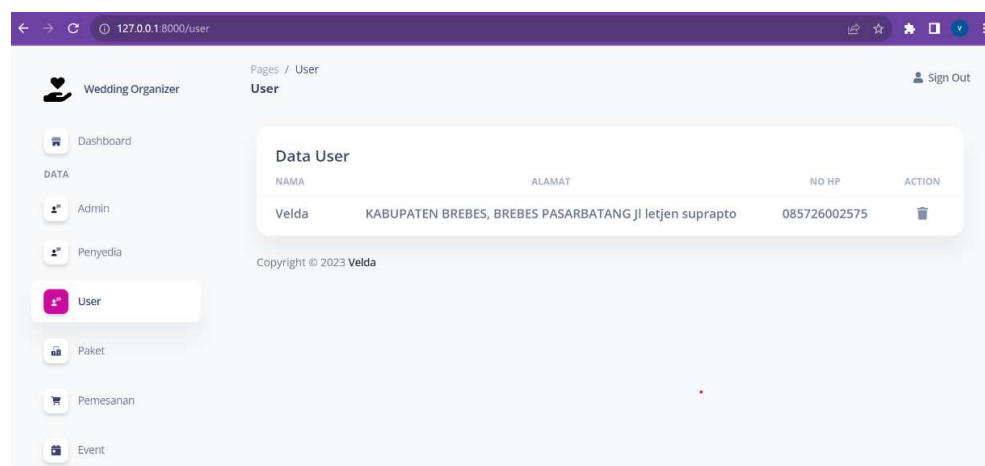 127.0.0.1:8000/user
V
Wedding Organizer
Pages / User
User
Sign Out
Dashboard
DATA
Admin
Penyedia
User
Paket
Pemesanan
Event
Data User
NAMA ALAMAT NO HP ACTION
Velda KABUPATEN BREBES, BREBES PASARBATANG Jl letjen suprapto 085726002575
Copyright © 2023 Velda